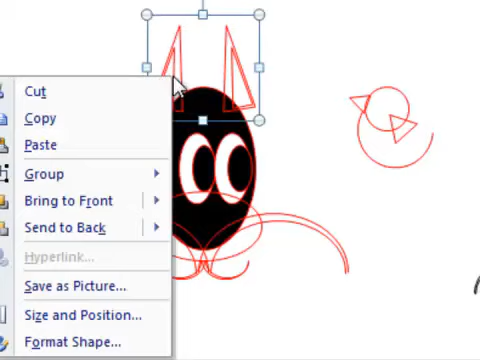 Cut
Copy
Paste
Group
Bring to Front
Send to Back
Hyperlink...
Save as Picture...
Size and Position...
Format Shape...